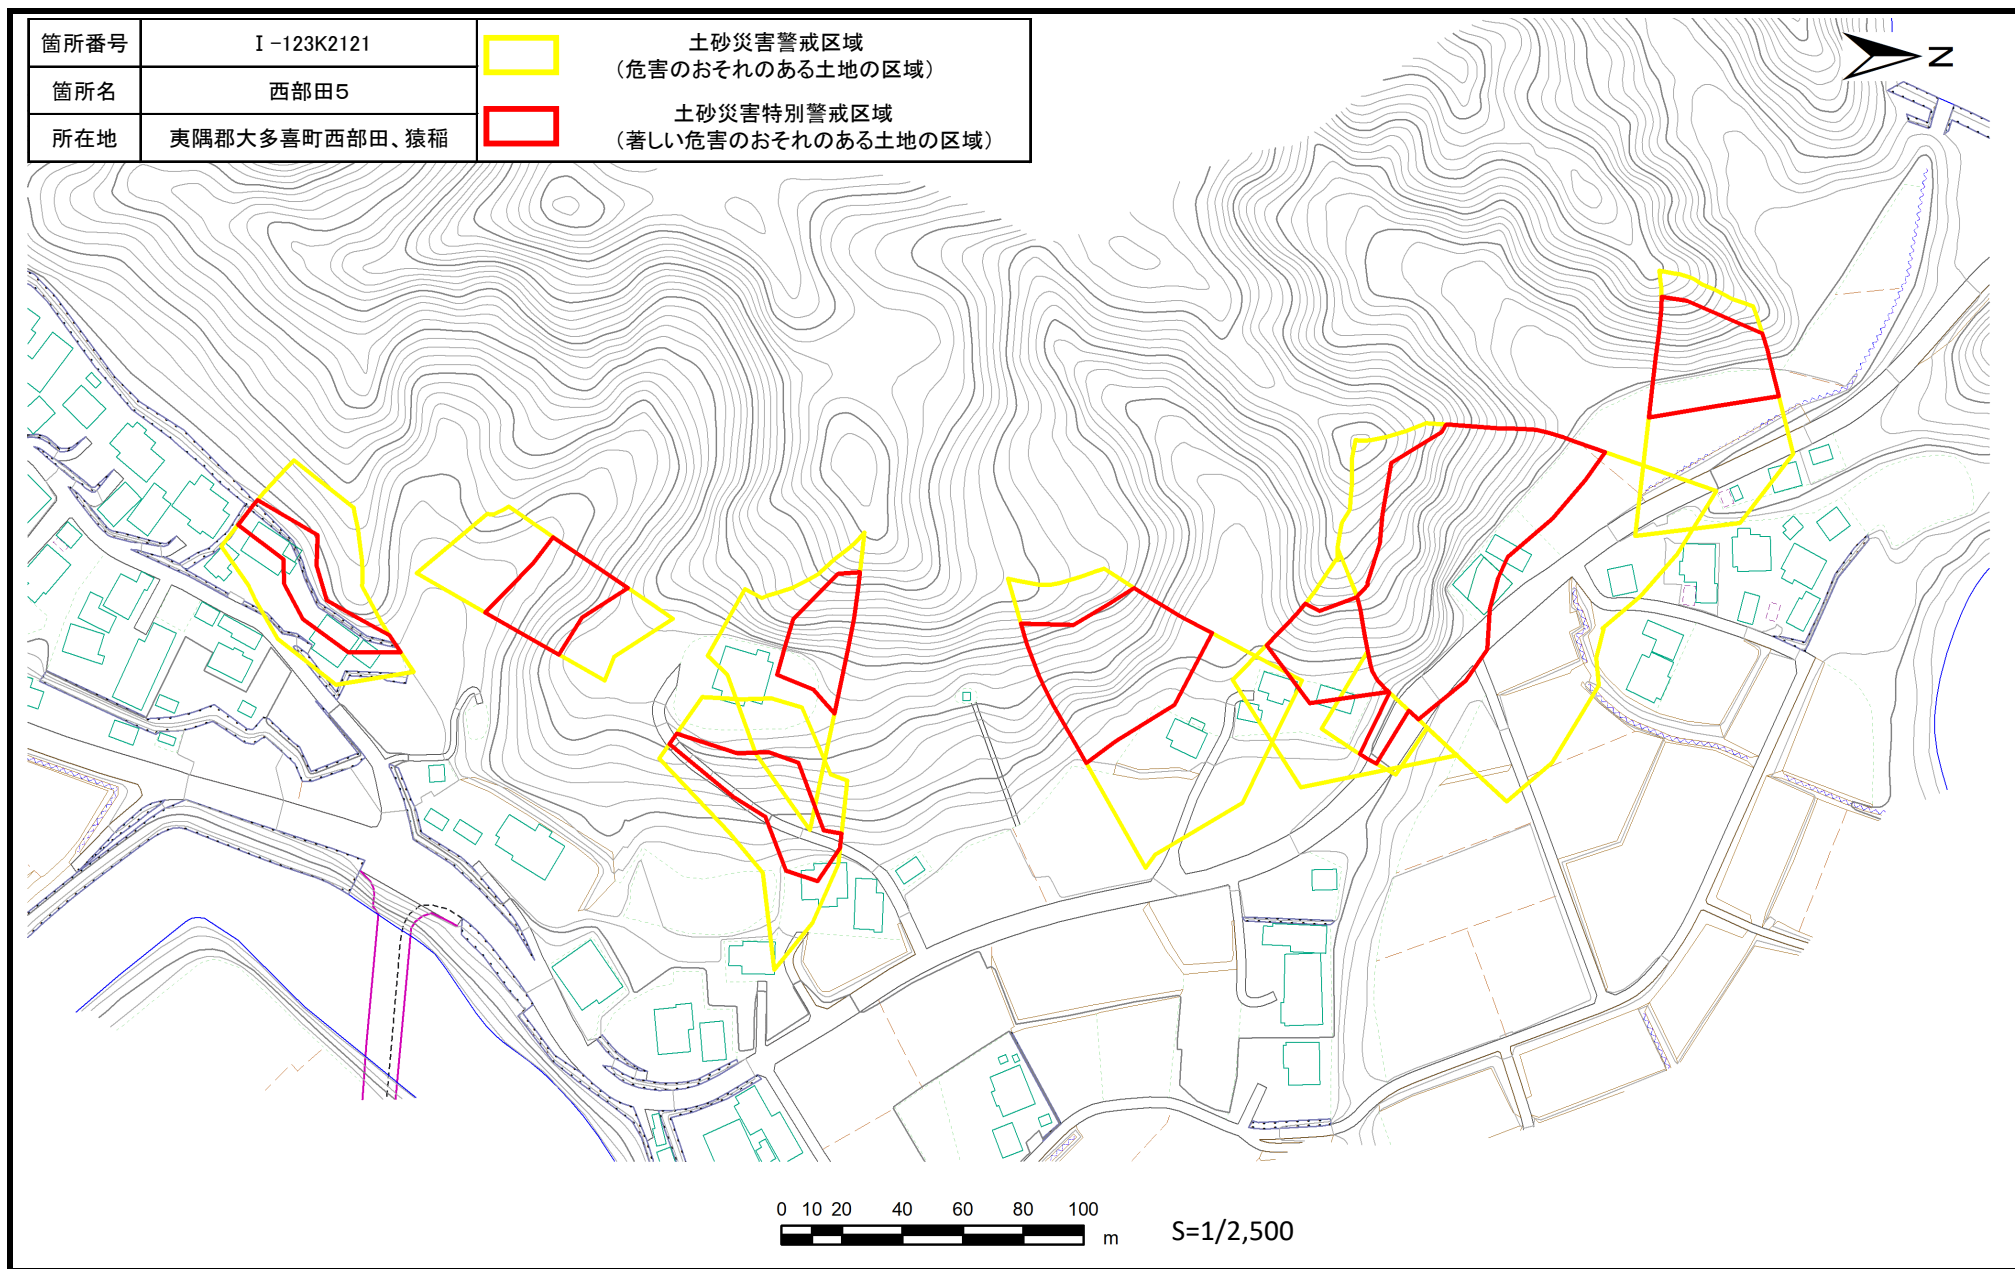 箇所番号
Ⅰ-123K2121
箇所名
西部田5
所在地
夷隅郡大多喜町西部田、猿稲
土砂災害警戒区域
（危害のおそれのある土地の区域）
土砂災害特別警戒区域
（著しい危害のおそれのある土地の区域）
N
0 10 20 40 60 80 100
m
S=1/2,500